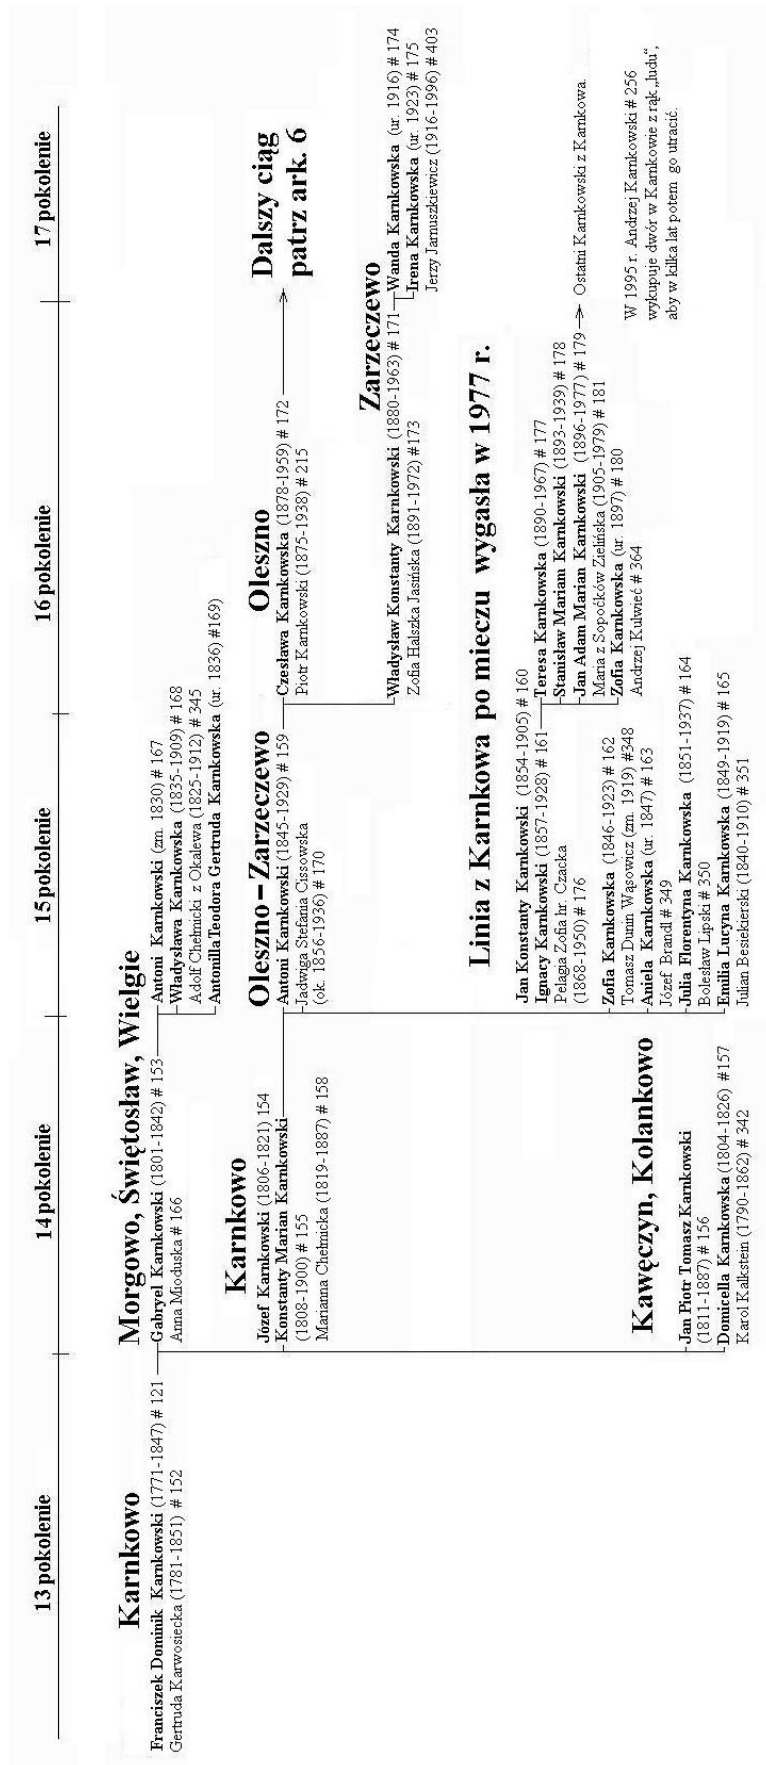 13 pokolenie
14 pokolenie
15 pokolenie
16 pokolenie
17 pokolenie
Karnkowo
Franciszek Dominik Karnkowski (1771-1847) # 121
Gertruda Karwosiecka (1781-1851) # 152
Morgowo, Świętosław, Wielgie
Gabryel Karnkowski (1801-1842) # 153
Anna Mioduska # 166
Antoni Karnkowski (zm. 1830) # 167
Władysława Karnkowska (1835-1909) # 168
Adolf Chełmicki z Okalewa (1825-1912) # 345
Antonilla Teodora Gertruda Karnkowska (ur. 1836) #169)
Karnkowo
Józef Karnkowski (1806-1821) 154
Konstanty Marian Karnkowski
(1808-1900) # 155
Marianna Chełmicka (1819-1887) # 158
Oleszno – Zarzeczewo
Antoni Karnkowski (1845-1929) # 159
Jadwiga Stefania Cissowska
(ok. 1856-1936) # 170
Oleszno
Czesława Karnkowska (1878-1959) # 172
Piotr Karnkowski (1875-1938) # 215
Dalszy ciąg
patrz ark. 6
Zarzeczewo
Władysław Konstanty Karnkowski (1880-1963) # 171
Zofia Halszka Jasińska (1891-1972) #173
Wanda Karnkowska (ur. 1916) # 174
Irena Karnkowska (ur. 1923) # 175
Jerzy Jarnuszkiewicz (1916-1996) # 403
Linia z Karnkowa po mieczu wygasła w 1977 r.
Jan Konstanty Karnkowski (1854-1905) # 160
Ignacy Karnkowski (1857-1928) # 161
Pelagia Zofia hr. Czacka
(1868-1950) # 176
Teresa Karnkowska (1890-1967) # 177
Stanisław Mariam Karnkowski (1893-1939) # 178
Jan Adam Marian Karnkowski (1896-1977) # 179
Ostatni Karnkowski z Karnkowa.
Maria z Sopoćków Zielińska (1905-1979) # 181
Zofia Karnkowska (ur. 1897) # 180
Andrzej Kulwieć # 364
W 1995 r. Andrzej Karnkowski # 256
wykupuje dwór w Karnkowie z rąk „ludu”,
aby w kilka lat potem go utracić.
Zofia Karnkowska (1846-1923) # 162
Tomasz Dunin Wąsowicz (zm. 1919) #348
Aniela Karnkowska (ur. 1847) # 163
Józef Brandl # 349
Julia Florentyna Karnkowska (1851-1937) # 164
Bolesław Lipski # 350
Emilia Lucyna Karnkowska (1849-1919) # 165
Julian Besiekierski (1840-1910) # 351
Kawęczyn, Kolankowo
Jan Piotr Tomasz Karnkowski
(1811-1887) # 156
Domicella Karnkowska (1804-1826) #157
Karol Kalkstein (1790-1862) # 342